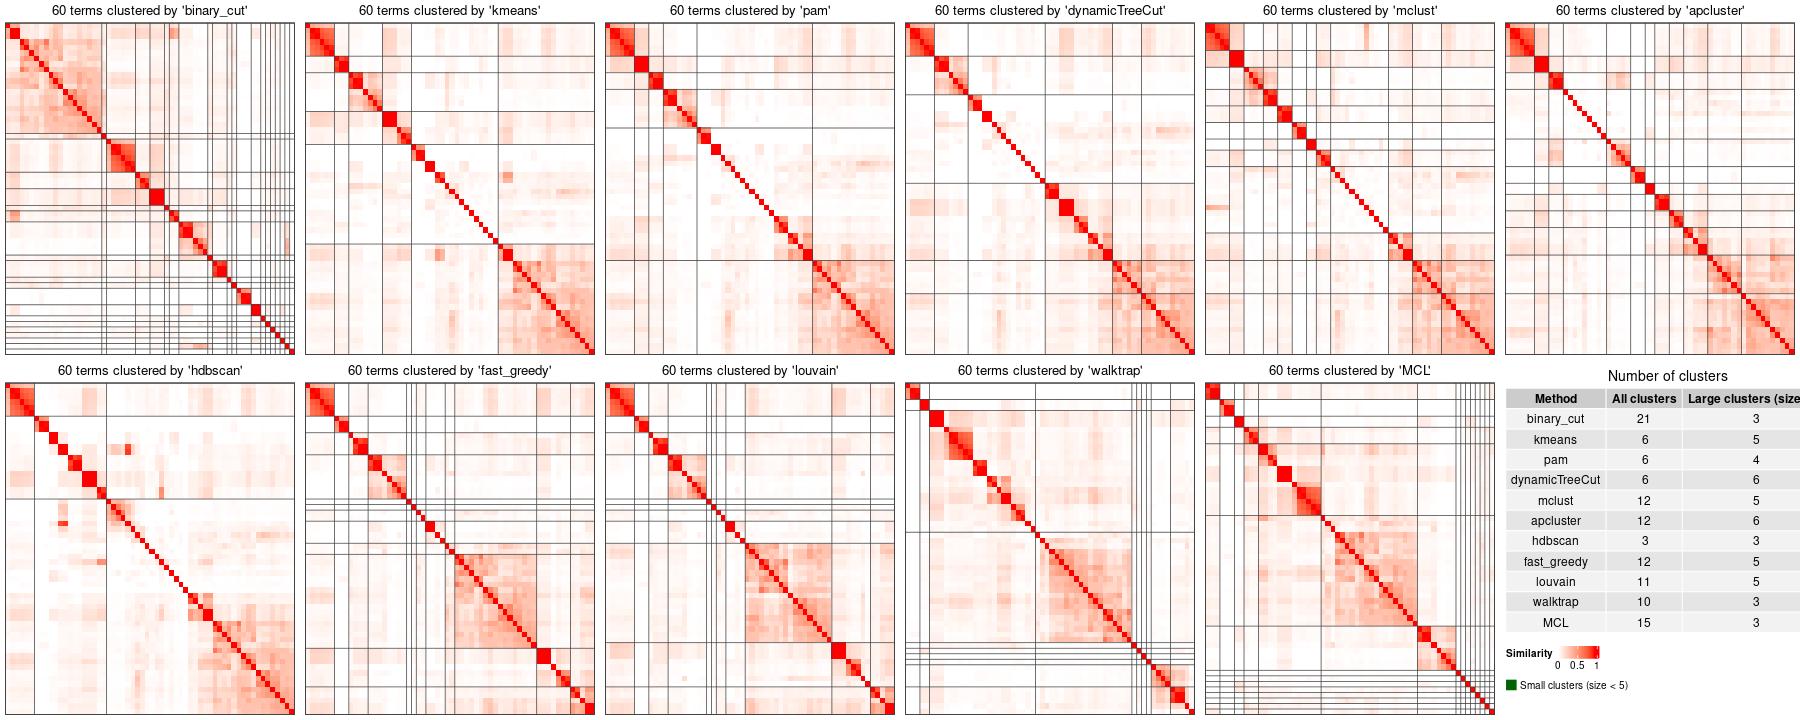 60 terms clustered by 'binary_cut'
60 terms clustered by 'kmeans'
60 terms clustered by 'pam'
60 terms clustered by 'dynamicTreeCut'
60 terms clustered by 'mclust'
60 terms clustered by 'apcluster'
60 terms clustered by 'hdbscan'
60 terms clustered by 'fast_greedy'
60 terms clustered by 'louvain'
60 terms clustered by 'walktrap'
60 terms clustered by 'MCL'
Number of clusters
Method All clusters Large clusters (size
binary_cut 21 3
kmeans 6 5
pam 6 4
dynamicTreeCut 6 6
mclust 12 5
apcluster 12 6
hdbscan 3 3
fast_greedy 12 5
louvain 11 5
walktrap 10 3
MCL 15 3
Similarity
0 0.5 1
Small clusters (size < 5)